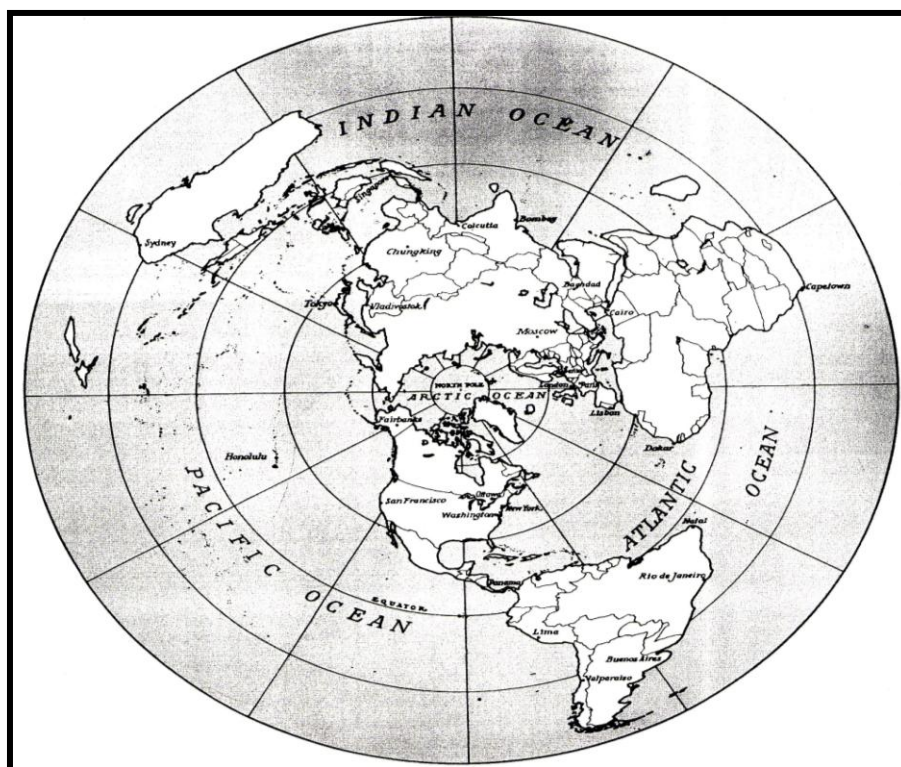 INDIAN OCEAN
Sydney
Calcutta
Bombay
Chungking
Baghdad
Capetown
Tokyo
Vladivostok
Cairo
Moscow
NORTH POLE
London
Paris
ARCTIC OCEAN
Lisbon
Fairbanks
Dakar
Honolulu
OCEAN
San Francisco
Ottawa
New York
Washington
ATLANTIC
Natal
PACIFIC
Panama
Rio de Janeiro
EQUATOR
OCEAN
Lima
Buenos Aires
Valparaiso